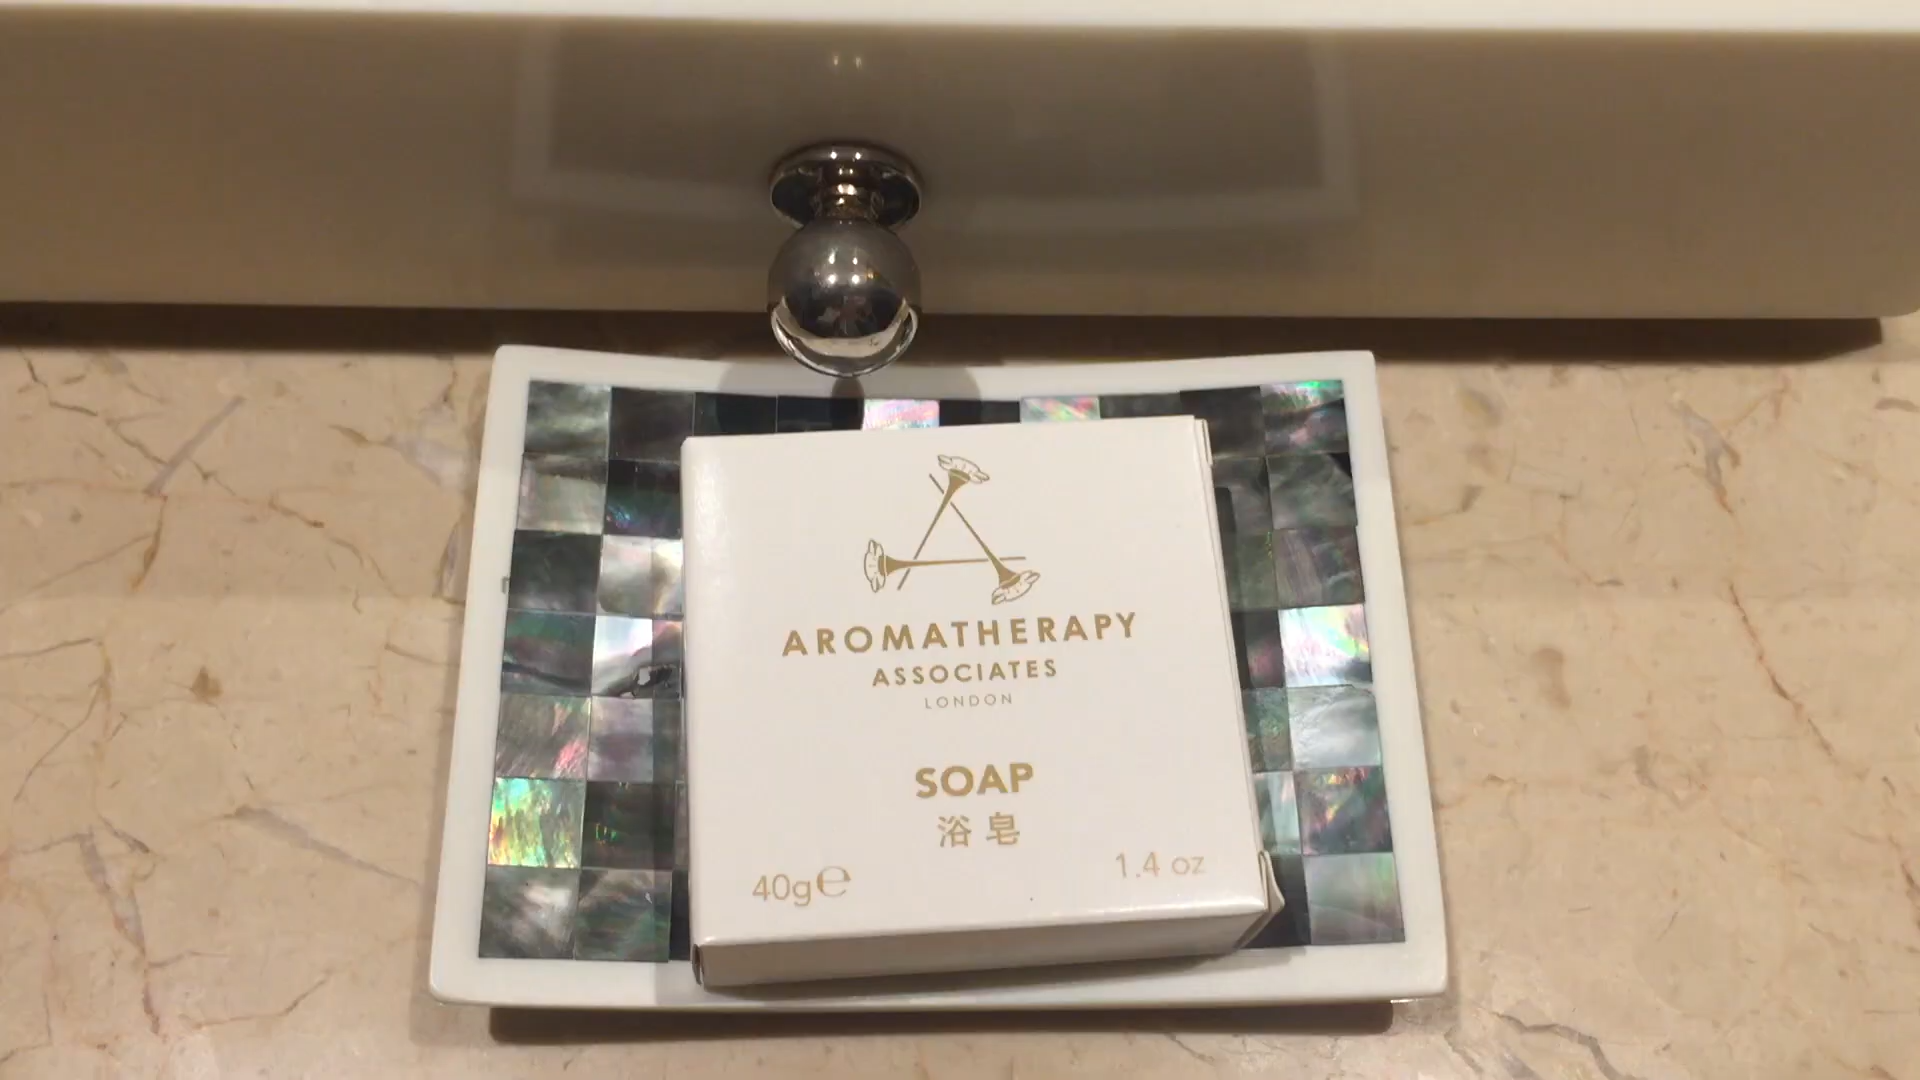 AROMATHERAPY
ASSOCIATES
LONDON
SOAP
浴皂
40g℮ 1.4 oz